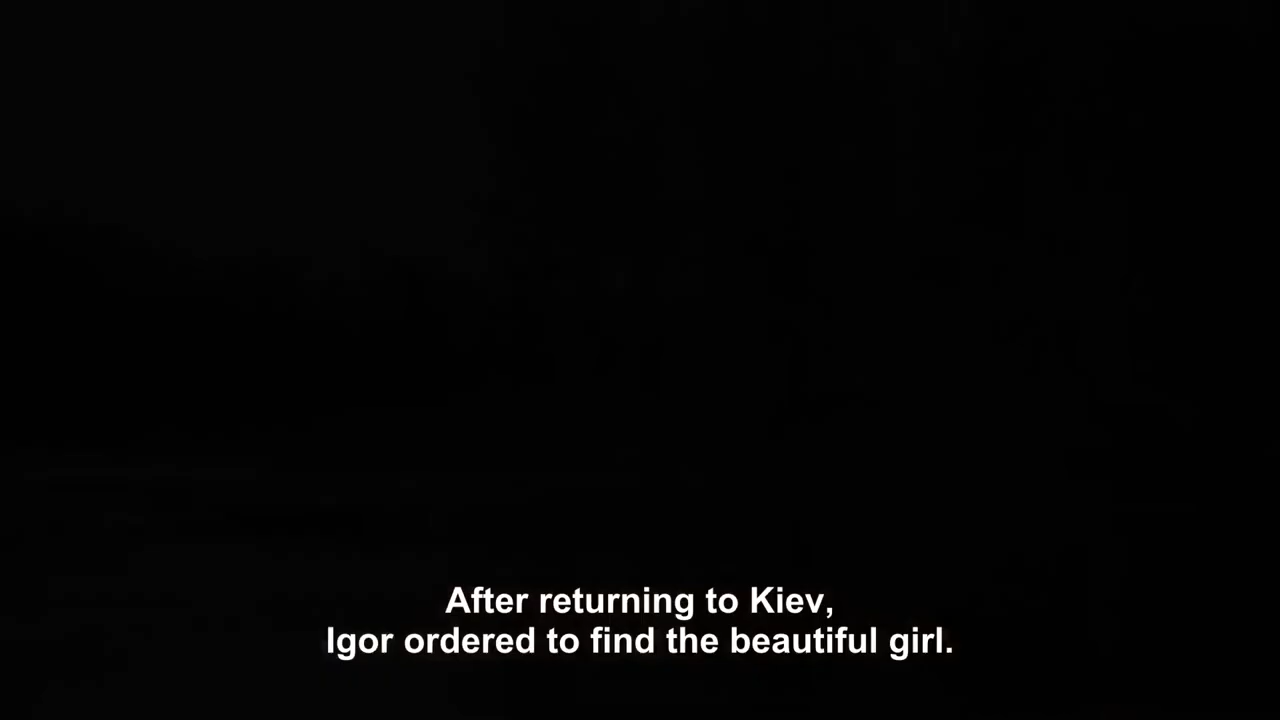 After returning to Kiev,
Igor ordered to find the beautiful girl.